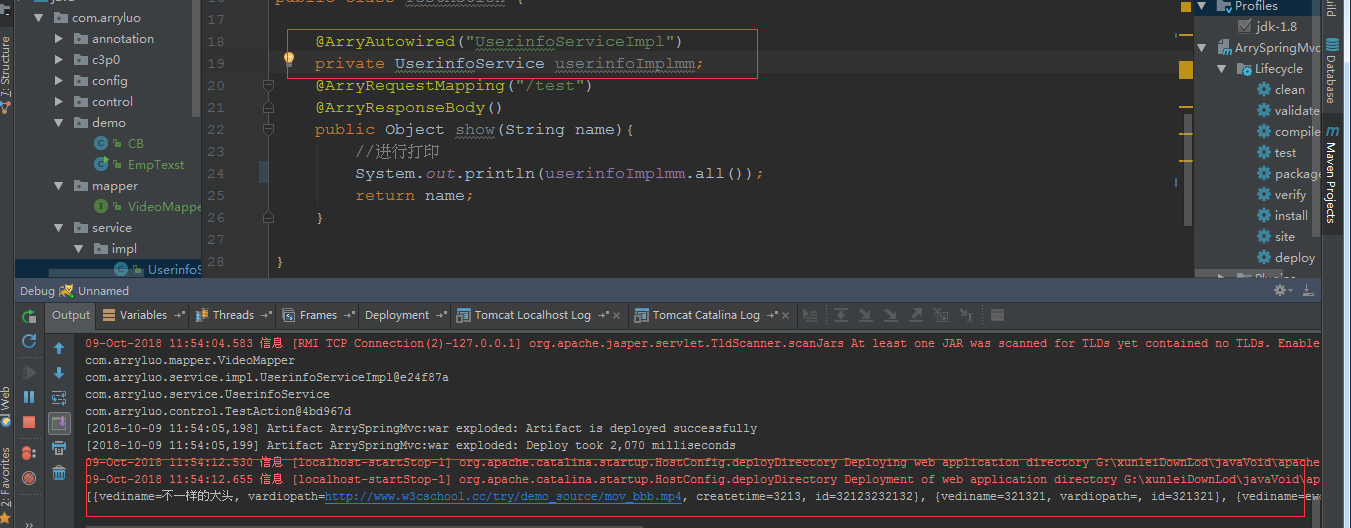 7: Structure
Web
2: Favorites
java
com.arryluo
annotation
c3p0
config
control
demo
CB
EmpTexst
mapper
VideoMappe
service
impl
UserinfoS
17
18 @ArryAutowired("UserinfoServiceImpl")
19 private UserinfoService userinfoImplmm;
20 @ArryRequestMapping("/test")
21 @ArryResponseBody()
22 public Object show(String name){
23 //进行打印
24 System.out.println(userinfoImplmm.all());
25 return name;
26 }
27
28 }
Profiles
jdk-1.8
ArrySpringMvc
Lifecycle
clean
validate
compile
test
package
verify
install
site
deploy
Plugins
Database
Maven Projects
Debug Unnamed
Output Variables Threads Frames Deployment Tomcat Localhost Log Tomcat Catalina Log
09-Oct-2018 11:54:04.583 信息 [RMI TCP Connection(2)-127.0.0.1] org.apache.jasper.servlet.TldScanner.scanJars At least one JAR was scanned for TLDs yet contained no TLDs. Enable
com.arryluo.mapper.VideoMapper
com.arryluo.service.impl.UserinfoServiceImpl@e24f87a
com.arryluo.service.UserinfoService
com.arryluo.control.TestAction@4bd967d
[2018-10-09 11:54:05,198] Artifact ArrySpringMvc:war exploded: Artifact is deployed successfully
[2018-10-09 11:54:05,199] Artifact ArrySpringMvc:war exploded: Deploy took 2,070 milliseconds
09-Oct-2018 11:54:12.530 信息 [localhost-startStop-1] org.apache.catalina.startup.HostConfig.deployDirectory Deploying web application directory G:\xunleiDownLod\javaVoid\apache
09-Oct-2018 11:54:12.655 信息 [localhost-startStop-1] org.apache.catalina.startup.HostConfig.deployDirectory Deployment of web application directory G:\xunleiDownLod\javaVoid\ap
[{vediname=不一样的大头, vardiopath=http://www.w3cschool.cc/try/demo_source/mov_bbb.mp4, createtime=3213, id=32123232132}, {vediname=321321, vardiopath=, id=321321}, {vediname=ew